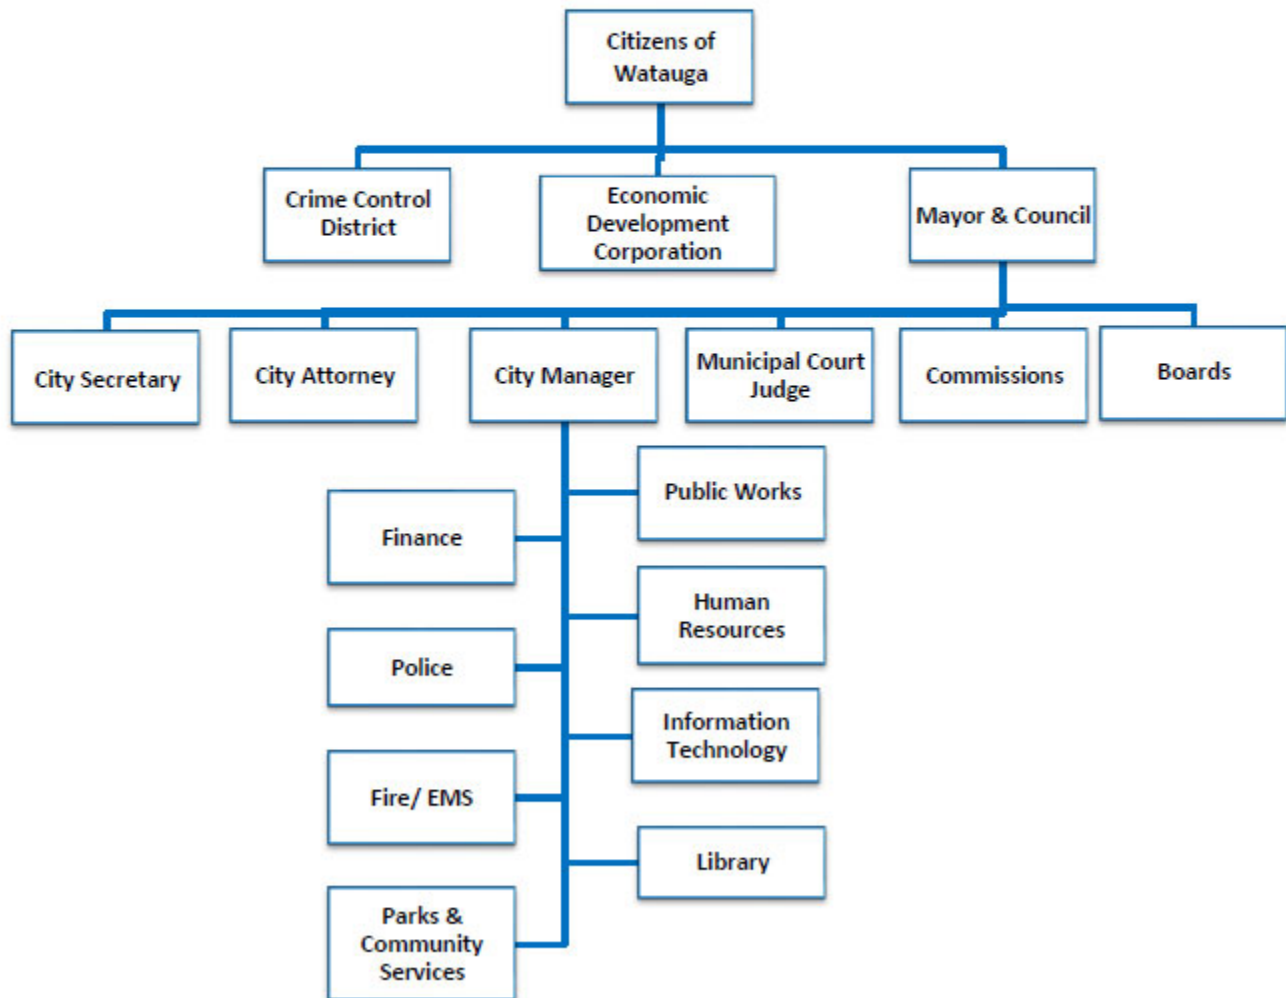 Citizens of
Watauga
Crime Control
District
Economic
Development
Corporation
Mayor & Council
City Secretary
City Attorney
City Manager
Municipal Court
Judge
Commissions
Boards
Public Works
Finance
Human
Resources
Police
Information
Technology
Fire/ EMS
Library
Parks &
Community
Services